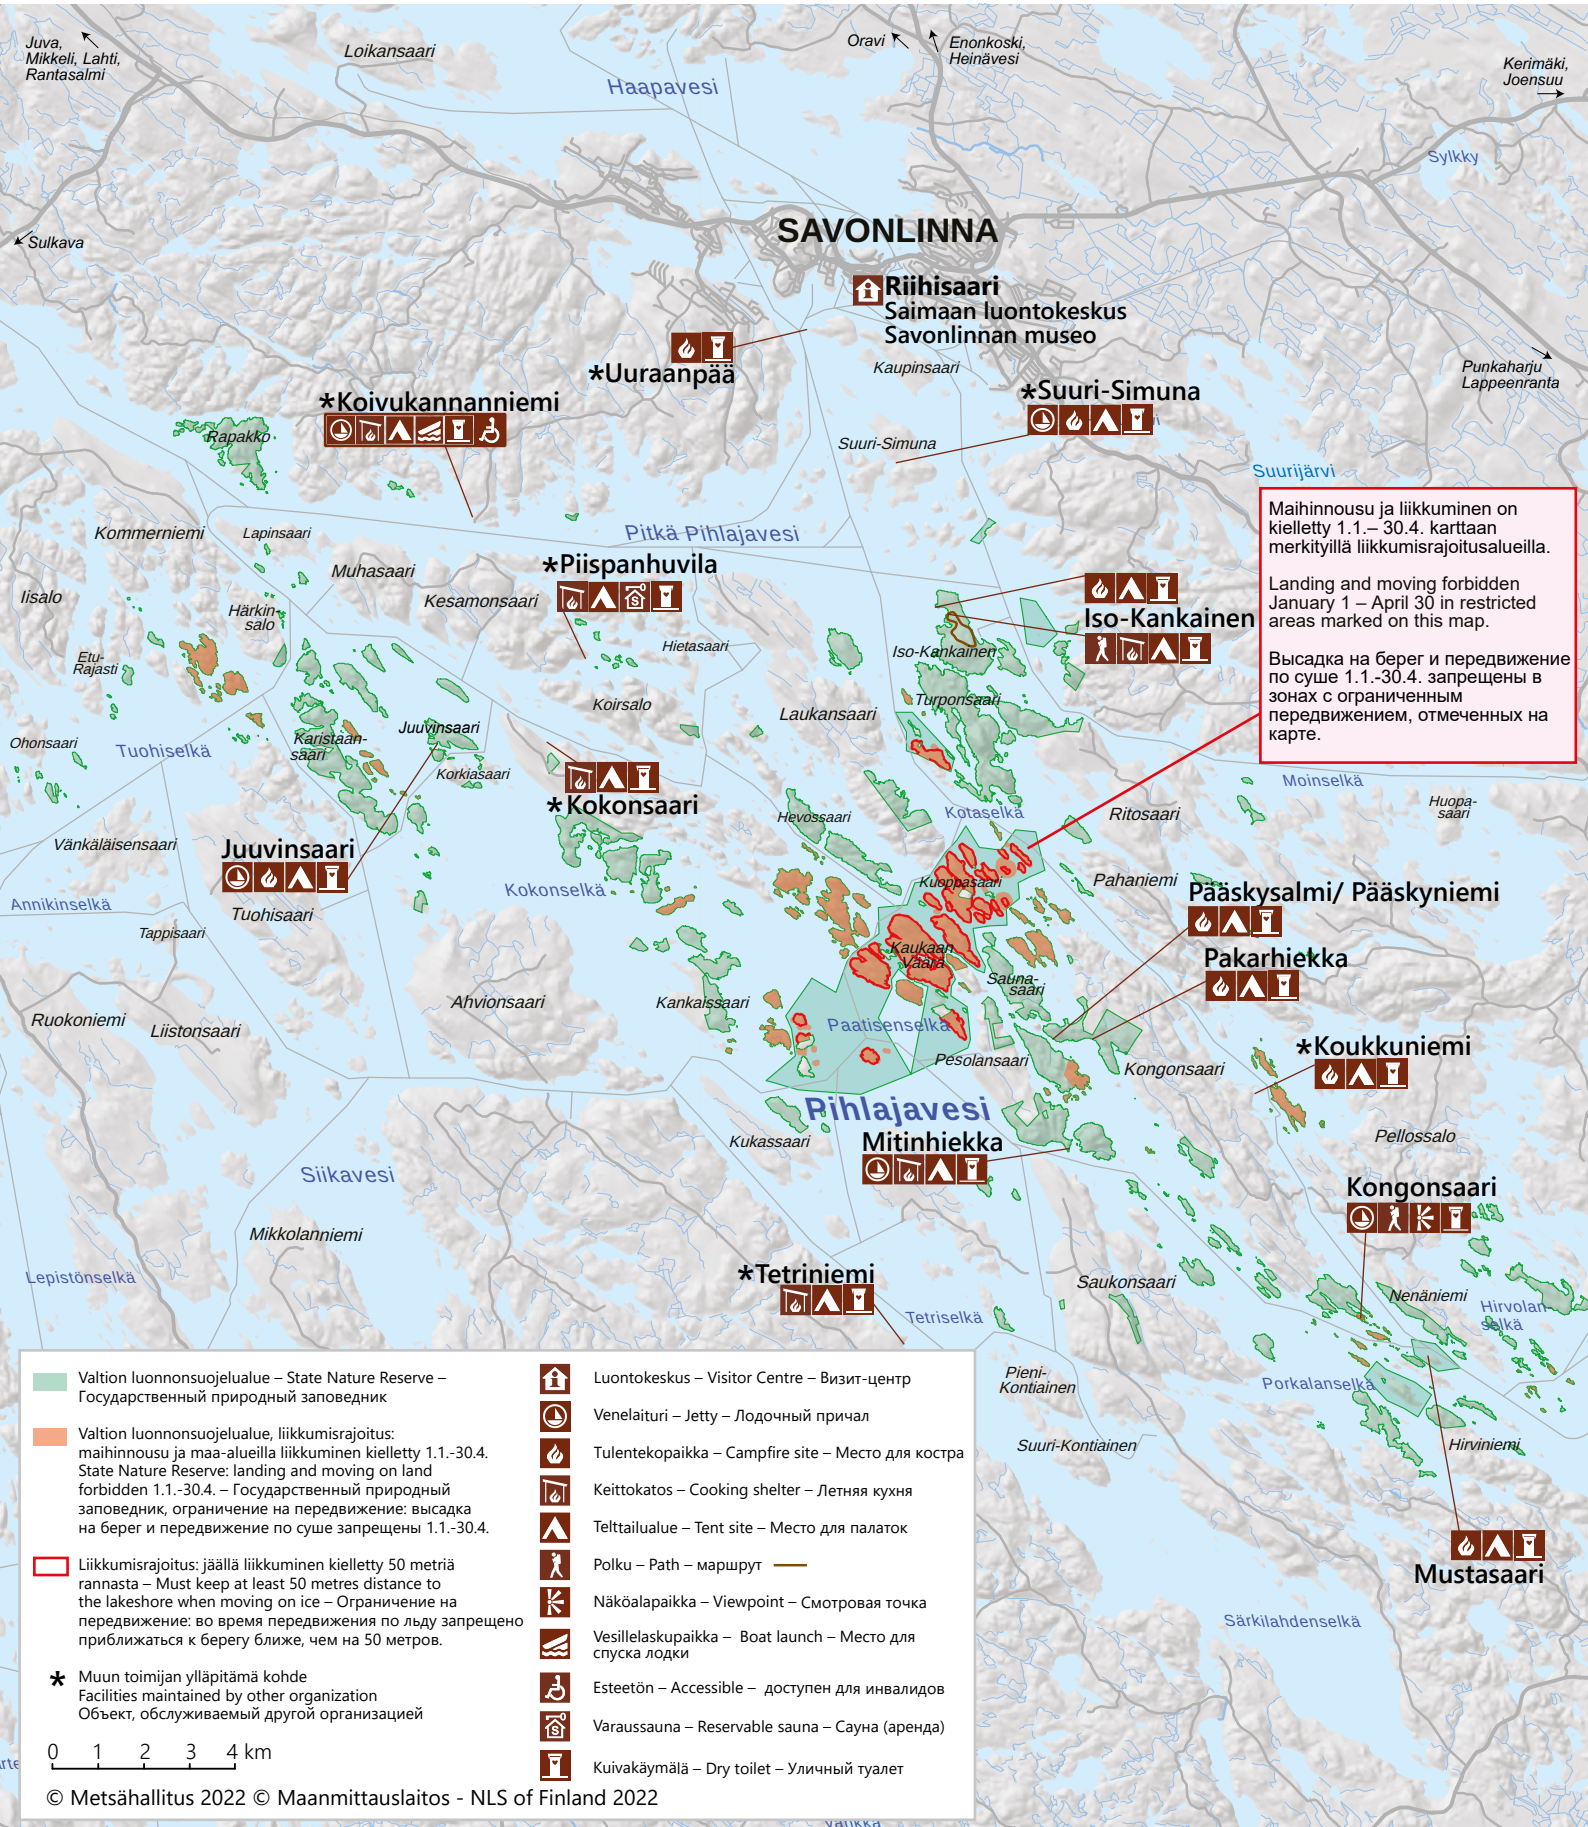 Juva,
Mikkeli, Lahti,
Rantasalmi
Loikansaari
Haapavesi
Oravi
Enonkoski,
Heinävesi
Kerimäki,
Joensuu
Sylkky
Sulkava
SAVONLINNA
Riihisaari
Saimaan luontokeskus
Savonlinnan museo
*Uuraanpää
Kaupinsaari
Punkaharju
Lappeenranta
*Koivukannanniemi
*Suuri-Simuna
Rapakko
Suuri-Simuna
Suurijärvi
Kommerniemi
Lapinsaari
Pitkä Pihlajavesi
Maihinnousu ja liikkuminen on
kielletty 1.1.– 30.4. karttaan
merkityillä liikkumisrajoitusalueilla.
Landing and moving forbidden
January 1 – April 30 in restricted
areas marked on this map.
Высадка на берег и передвижение
по суше 1.1.-30.4. запрещены в
зонах с ограниченным
передвижением, отмеченных на
карте.
Muhasaari
*Piispanhuvila
Iisalo
Kesamonsaari
Härkin-
salo
Iso-Kankainen
Hietasaari
Iso-Kankainen
Etu-
Rajasti
Koirsalo
Turponsaari
Laukansaari
Juuvinsaari
Ohonsaari
Tuohiselkä
Karistaan-
saari
Korkiasaari
Moinselkä
*Kokonsaari
Hevossaari
Kotaselkä
Ritosaari
Huopa-
saari
Vänkäläisensaari
Juuvinsaari
Kuoppasaari
Pahaniemi
Kokonselkä
Pääskysalmi/ Pääskyniemi
Annikinselkä
Tuohisaari
Tappisaari
Kaukaan
Vaara
Pakarhiekka
Sauna-
saari
Ahvionsaari
Kankaissaari
Ruokoniemi
Liistonsaari
Paatisenselkä
*Koukkuniemi
Pesolansaari
Kongonsaari
Pihlajavesi
Kukassaari
Mitinhiekka
Pellossalo
Siikavesi
Kongonsaari
Mikkolanniemi
Lepistönselkä
*Tetriniemi
Saukonsaari
Nenäniemi
Hirvolan-
selkä
Tetriselkä
Pieni-
Kontiainen
Porkalanselkä
Suuri-Kontiainen
Hirviniemi
Mustasaari
Särkilahdenselkä
Valtion luonnonsuojelualue – State Nature Reserve –
Государственный природный заповедник
Valtion luonnonsuojelualue, liikkumisrajoitus:
maihinnousu ja maa-alueilla liikkuminen kielletty 1.1.-30.4.
State Nature Reserve: landing and moving on land
forbidden 1.1.-30.4. – Государственный природный
заповедник, ограничение на передвижение: высадка
на берег и передвижение по суше запрещены 1.1.-30.4.
Liikkumisrajoitus: jäällä liikkuminen kielletty 50 metriä
rannasta – Must keep at least 50 metres distance to
the lakeshore when moving on ice – Ограничение на
передвижение: во время передвижения по льду запрещено
приближаться к берегу ближе, чем на 50 метров.
* Muun toimijan ylläpitämä kohde
Facilities maintained by other organization
Объект, обслуживаемый другой организацией
0 1 2 3 4 km
Luontokeskus – Visitor Centre – Визит-центр
Venelaituri – Jetty – Лодочный причал
Tulentekopaikka – Campfire site – Место для костра
Keittokatos – Cooking shelter – Летняя кухня
Telttailualue – Tent site – Место для палаток
Polku – Path – маршрут
Näköalapaikka – Viewpoint – Смотровая точка
Vesillelaskupaikka – Boat launch – Место для
спуска лодки
Esteetön – Accessible – доступен для инвалидов
Varaussauna – Reservable sauna – Сауна (аренда)
Kuivakäymälä – Dry toilet – Уличный туалет
© Metsähallitus 2022 © Maanmittauslaitos - NLS of Finland 2022